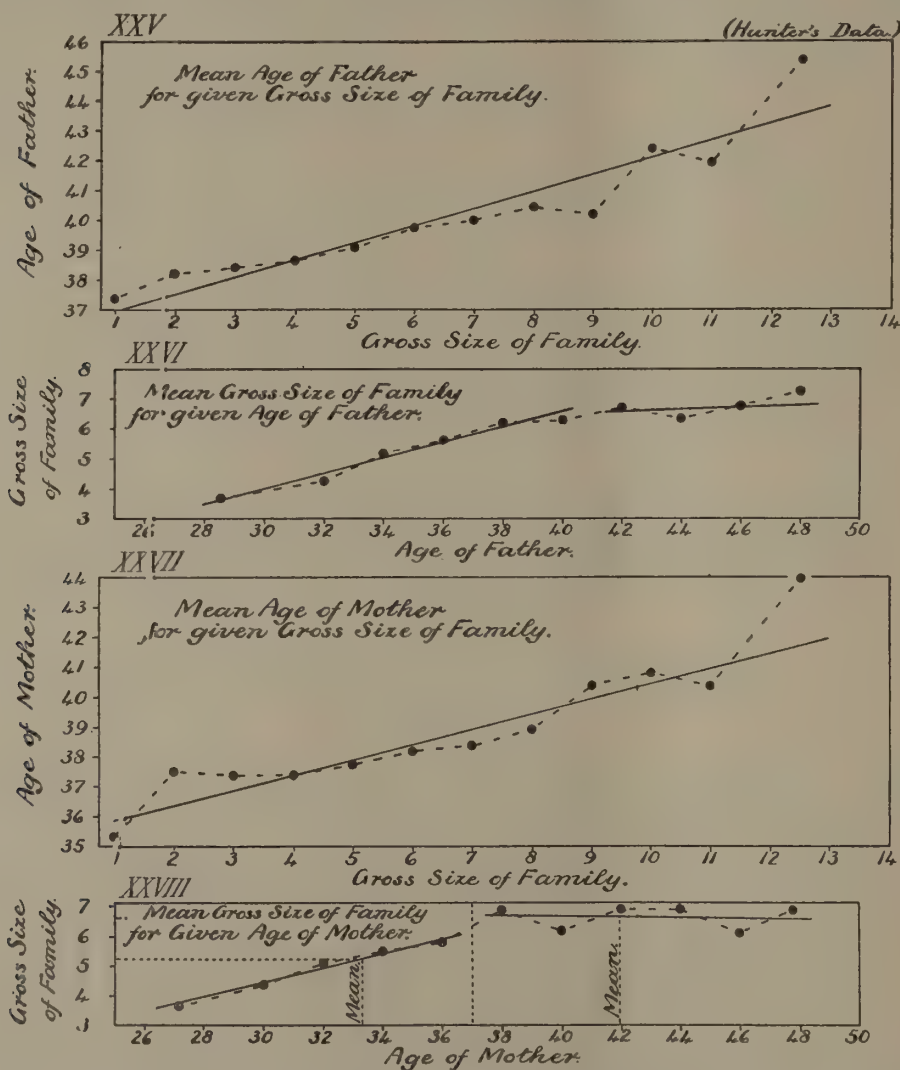 XXV
(Hunter's Data.)
Mean Age of Father
for given Gross Size of Family.
Age of Father.
46
45
44
43
42
41
40
39
38
37
1 2 3 4 5 6 7 8 9 10 11 12 13 14
Gross Size of Family.
XXVI
Mean Gross Size of Family
for given Age of Father.
Gross Size
of Family.
8
7
6
5
4
3
26 28 30 32 34 36 38 40 42 44 46 48 50
Age of Father.
XXVII
Mean Age of Mother
for given Gross Size of Family.
Age of Mother.
44
43
42
41
40
39
38
37
36
35
1 2 3 4 5 6 7 8 9 10 11 12 13 14
Gross Size of Family.
XXVIII
Mean Gross Size of Family
for Given Age of Mother.
Gross Size
of Family.
7
6
5
4
3
Mean.
Mean.
26 28 30 32 34 36 38 40 42 44 46 48 50
Age of Mother.